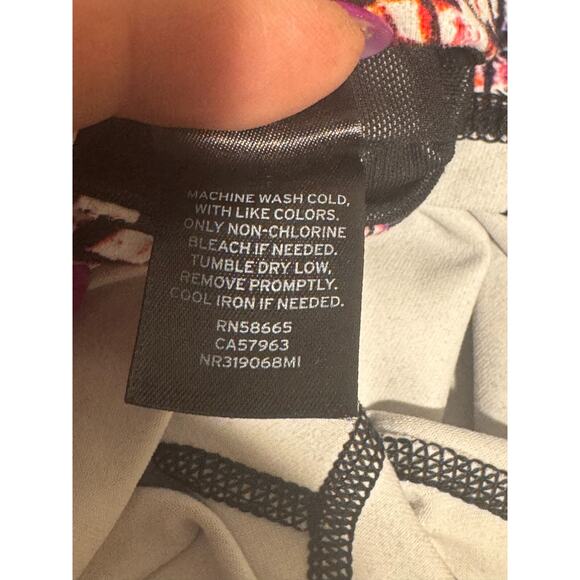 MACHINE WASH COLD,
WITH LIKE COLORS.
ONLY NON-CHLORINE
BLEACH IF NEEDED.
TUMBLE DRY LOW,
REMOVE PROMPTLY.
COOL IRON IF NEEDED.
RN58665
CA57963
NR319068MI